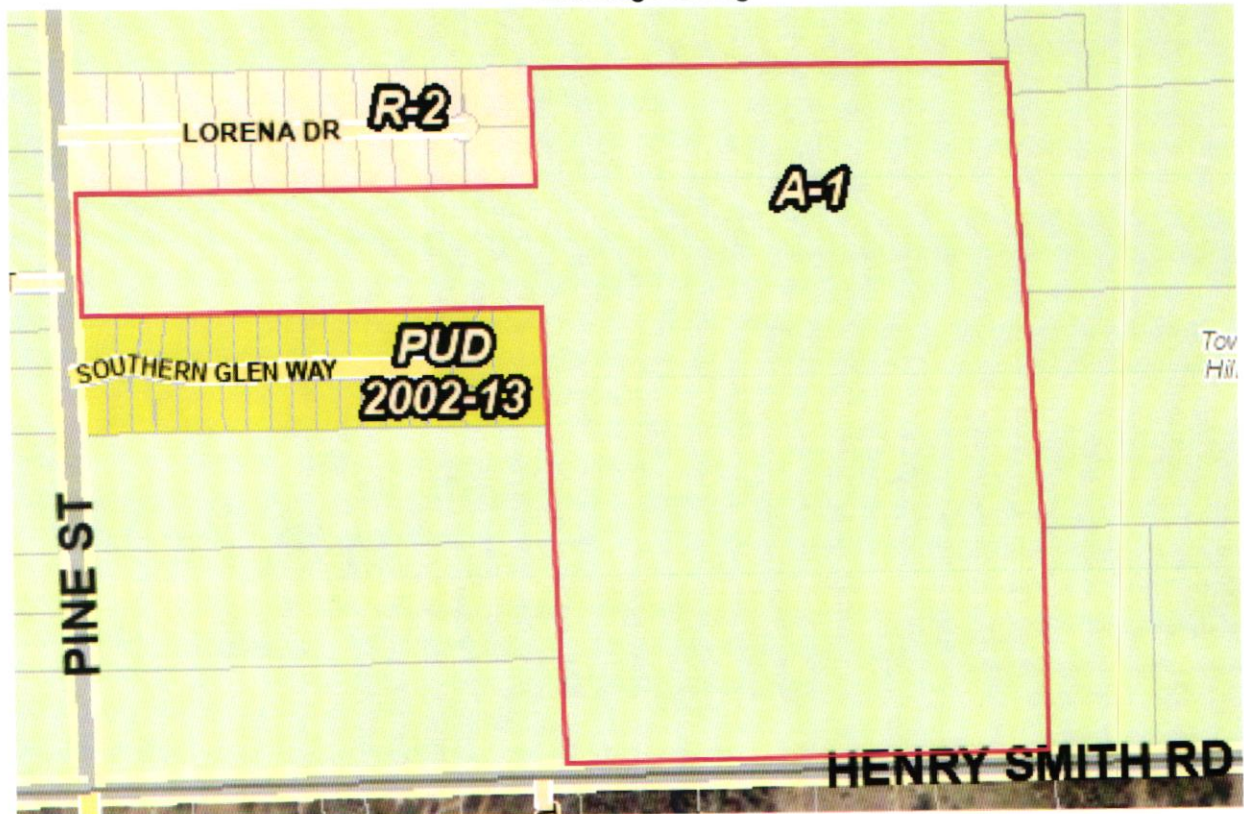 R-2
LORENA DR
A-1
PUD
2002-13
SOUTHERN GLEN WAY
PINE ST
HENRY SMITH RD